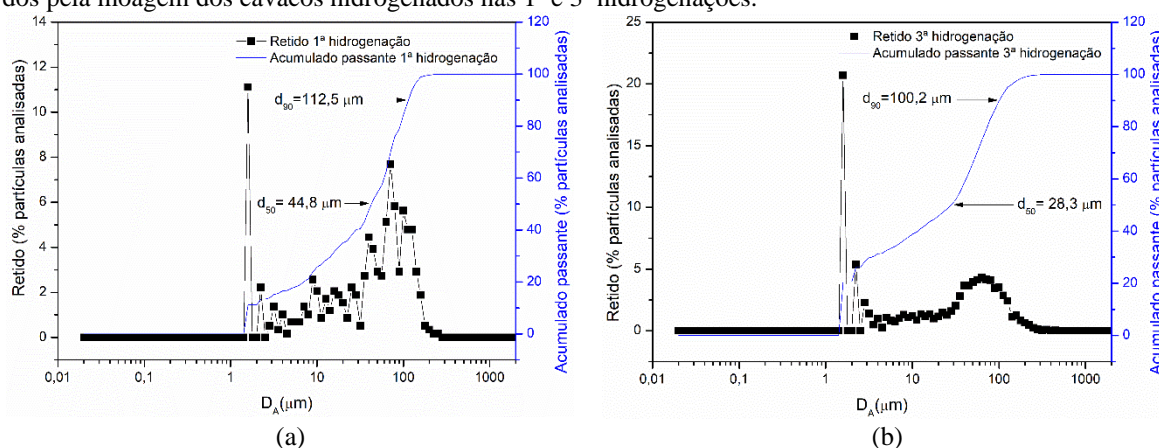 dos pela moagem dos cavacos hidrogenados nas 1ª e 3ª hidrogenações.
14
12
10
8
6
4
2
0
Retido (% partículas analisadas)
Retido 1ª hidrogenação
Acumulado passante 1ª hidrogenação
d90=112,5 μm
d50= 44,8 μm
120
100
80
60
40
20
0
Acumulado passante (% partículas analisadas)
0,01 0,1 1 10 100 1000
DA(μm)
(a)
25
20
15
10
5
0
Retido (% partículas analisadas)
Retido 3ª hidrogenação
Acumulado passante 3ª hidrogenação
d90=100,2 μm
d50= 28,3 μm
120
100
80
60
40
20
0
Acumulado passante (% partículas analisadas)
0,01 0,1 1 10 100 1000
DA(μm)
(b)